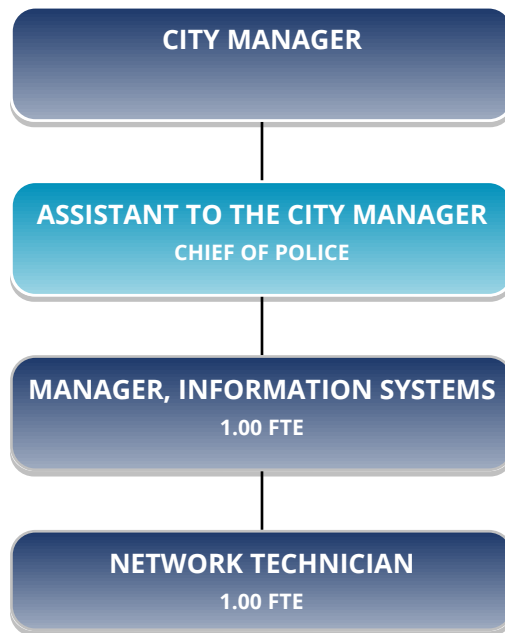 CITY MANAGER
ASSISTANT TO THE CITY MANAGER
CHIEF OF POLICE
MANAGER, INFORMATION SYSTEMS
1.00 FTE
NETWORK TECHNICIAN
1.00 FTE